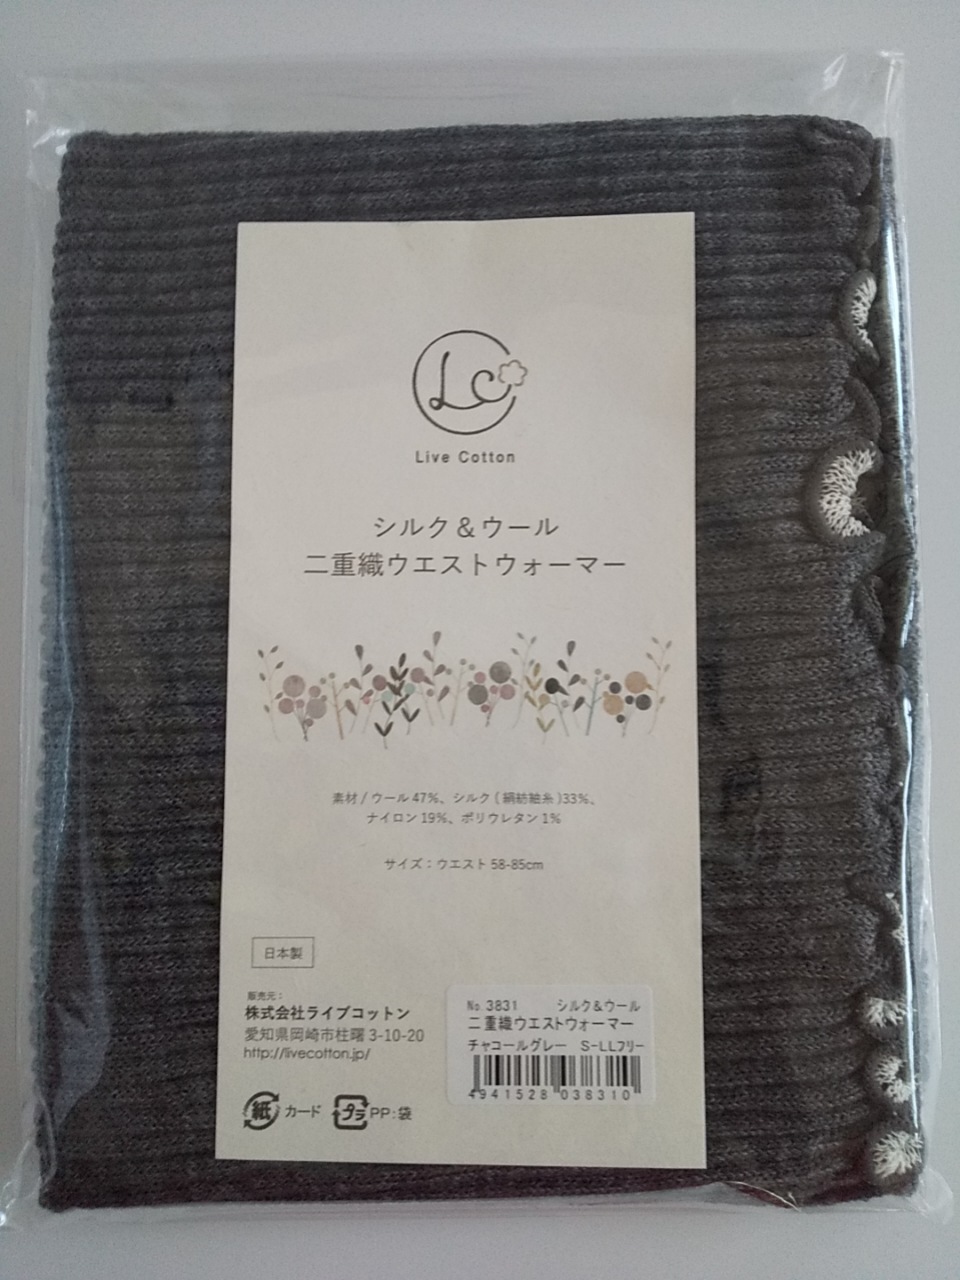 Lc
Live Cotton
シルク＆ウール
二重織ウエストウォーマー
素材/ウール47%、シルク(絹紡紬糸)33%、
ナイロン19%、ポリウレタン1%
サイズ：ウエスト58-85cm
日本製
販売元：
株式会社ライブコットン
愛知県岡崎市柱曙3-10-20
http://livecotton.jp/
紙 カード プラ PP：袋
No 3831 シルク&ウール
二重織ウエストウォーマー
チャコールグレー S-LLフリー
4941528 038310